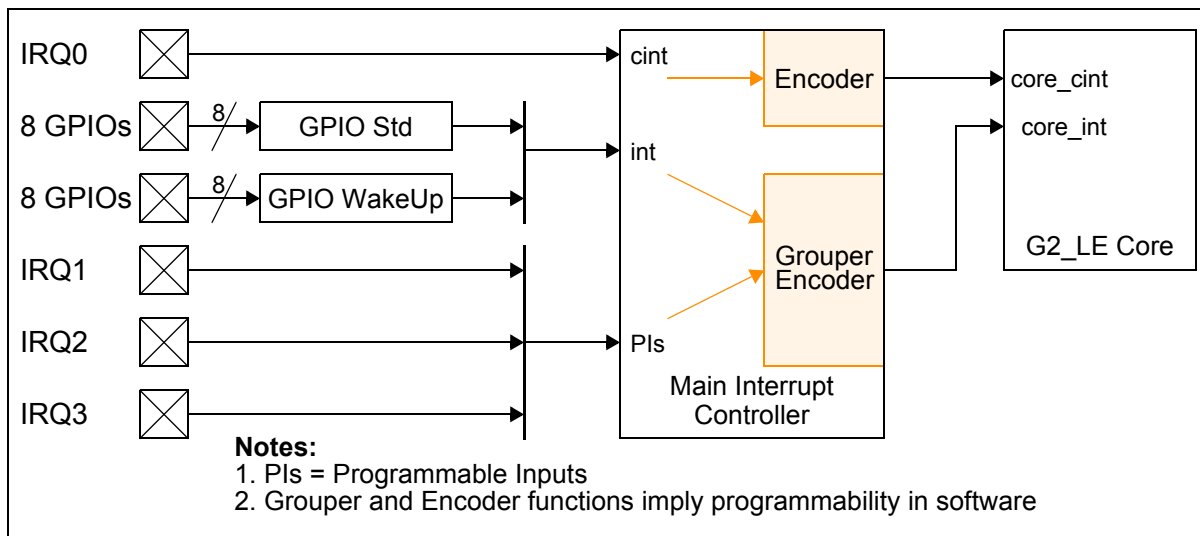 IRQ0
cint
Encoder
core_cint
8 GPIOs
8
GPIO Std
core_int
int
8 GPIOs
8
GPIO WakeUp
G2_LE Core
IRQ1
Grouper
Encoder
IRQ2
PIs
Main Interrupt
Controller
IRQ3
Notes:
1. PIs = Programmable Inputs
2. Grouper and Encoder functions imply programmability in software